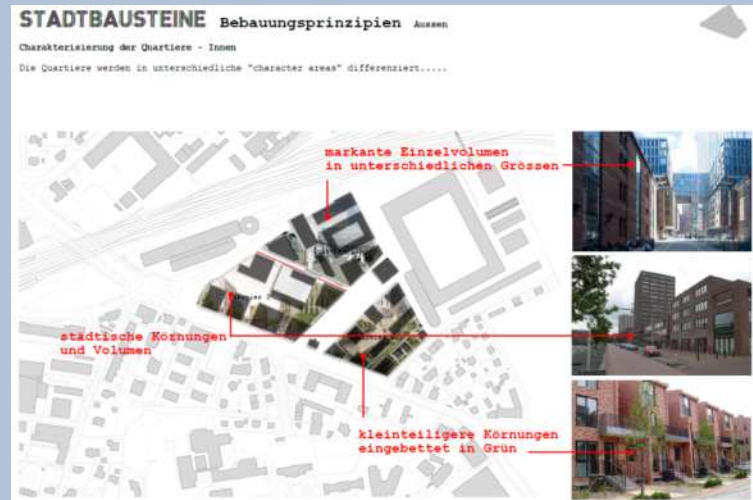 STADTBAUSTEINE Bebauungsprinzipien Aussen
Charakterisierung der Quartiere - Innen
Die Quartiere werden in unterschiedliche "character areas" differenziert.....
markante Einzelvolumen
in unterschiedlichen Grössen
städtische Körnungen
und Volumen
kleinteiligere Körnungen
eingebettet in Grün